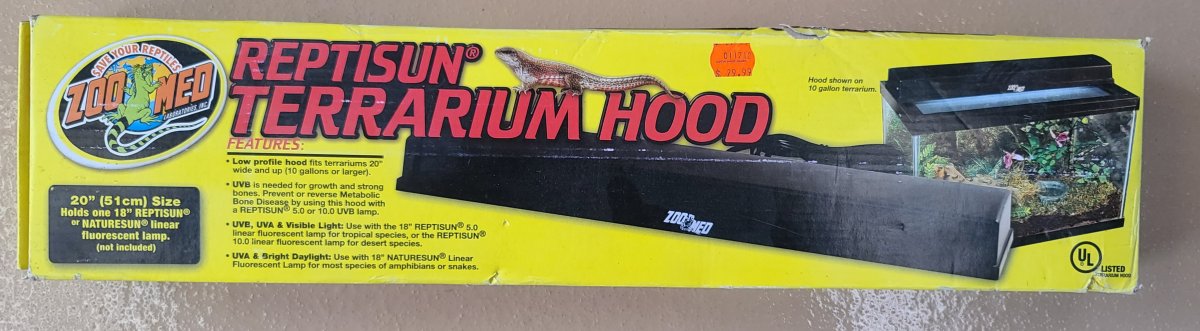 SAVE YOUR REPTILES
ZOO MED
LABORATORIES, INC.
REPTISUN®
TERRARIUM HOOD
011710
$ 29.99
Hood shown on
10 gallon terrarium.
ZOO MED
FEATURES:
• Low profile hood fits terrariums 20"
wide and up (10 gallons or larger).
• UVB is needed for growth and strong
bones. Prevent or reverse Metabolic
Bone Disease by using this hood with
a REPTISUN® 5.0 or 10.0 UVB lamp.
• UVB, UVA & Visible Light: Use with the 18" REPTISUN® 5.0
linear fluorescent lamp for tropical species, or the REPTISUN®
10.0 linear fluorescent lamp for desert species.
• UVA & Bright Daylight: Use with 18" NATURESUN® Linear
Fluorescent Lamp for most species of amphibians or snakes.
20" (51cm) Size
Holds one 18" REPTISUN®
or NATURESUN® linear
fluorescent lamp.
(not included)
ZOO MED
UL
LISTED
TERRARIUM HOOD